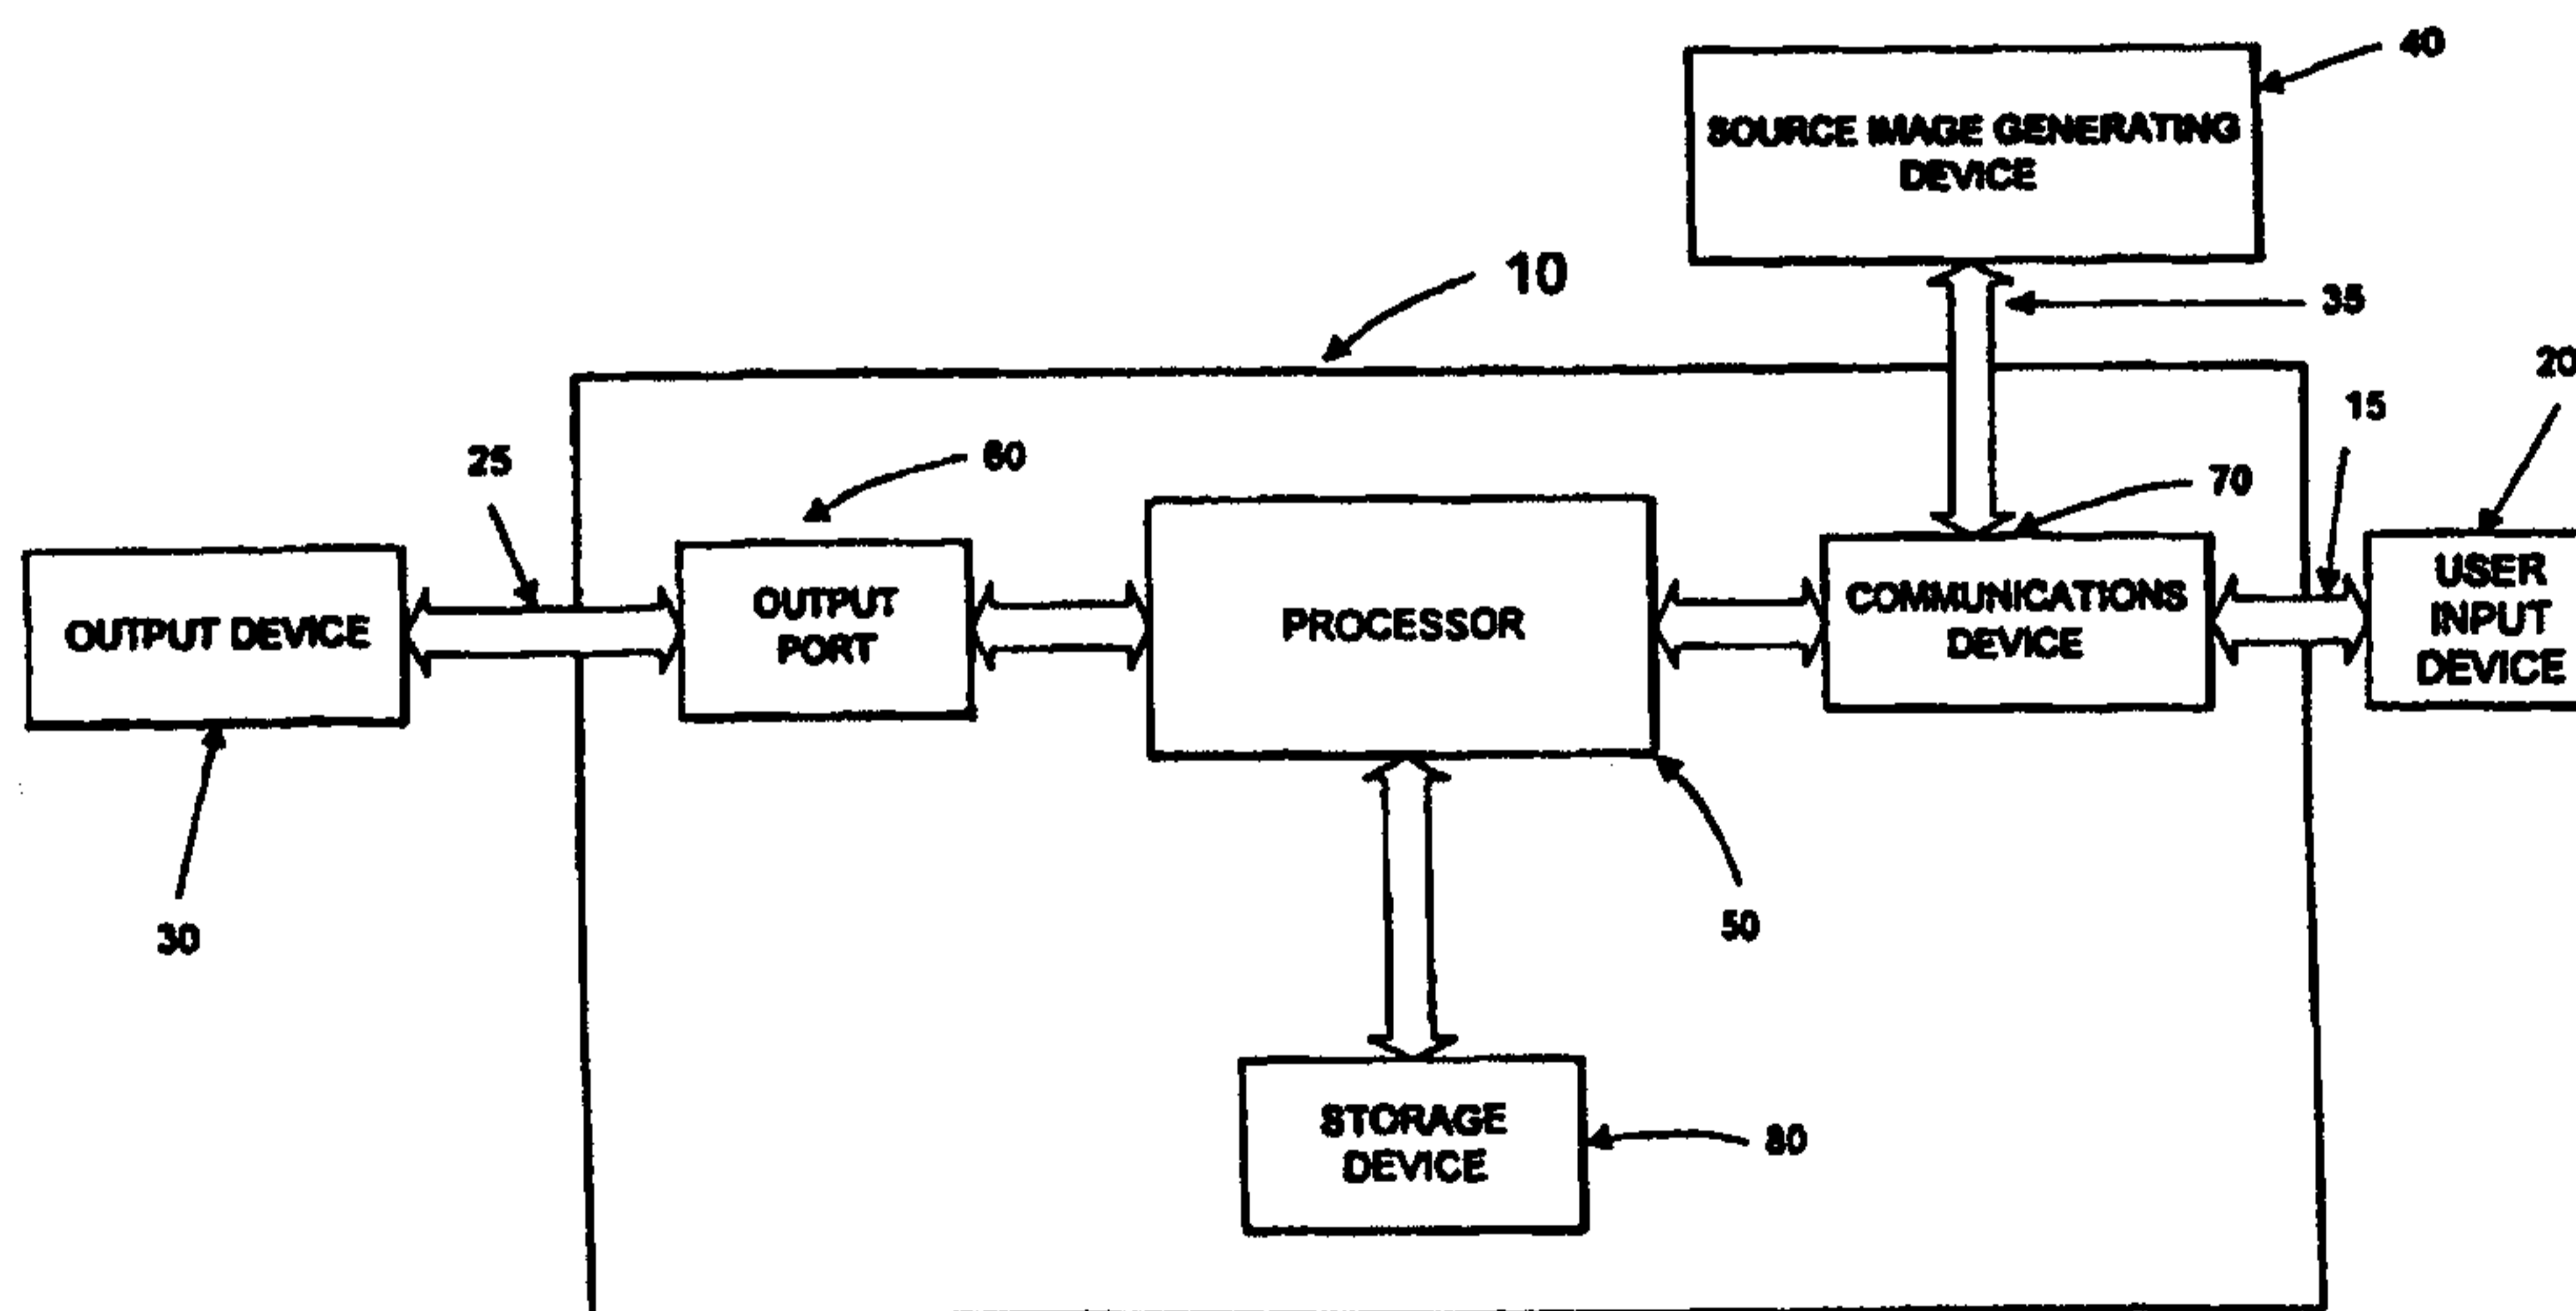 40
SOURCE IMAGE GENERATING
DEVICE
10
35
20
15
25
60
70
OUTPUT DEVICE
OUTPUT
PORT
PROCESSOR
COMMUNICATIONS
DEVICE
USER
INPUT
DEVICE
30
50
STORAGE
DEVICE
80